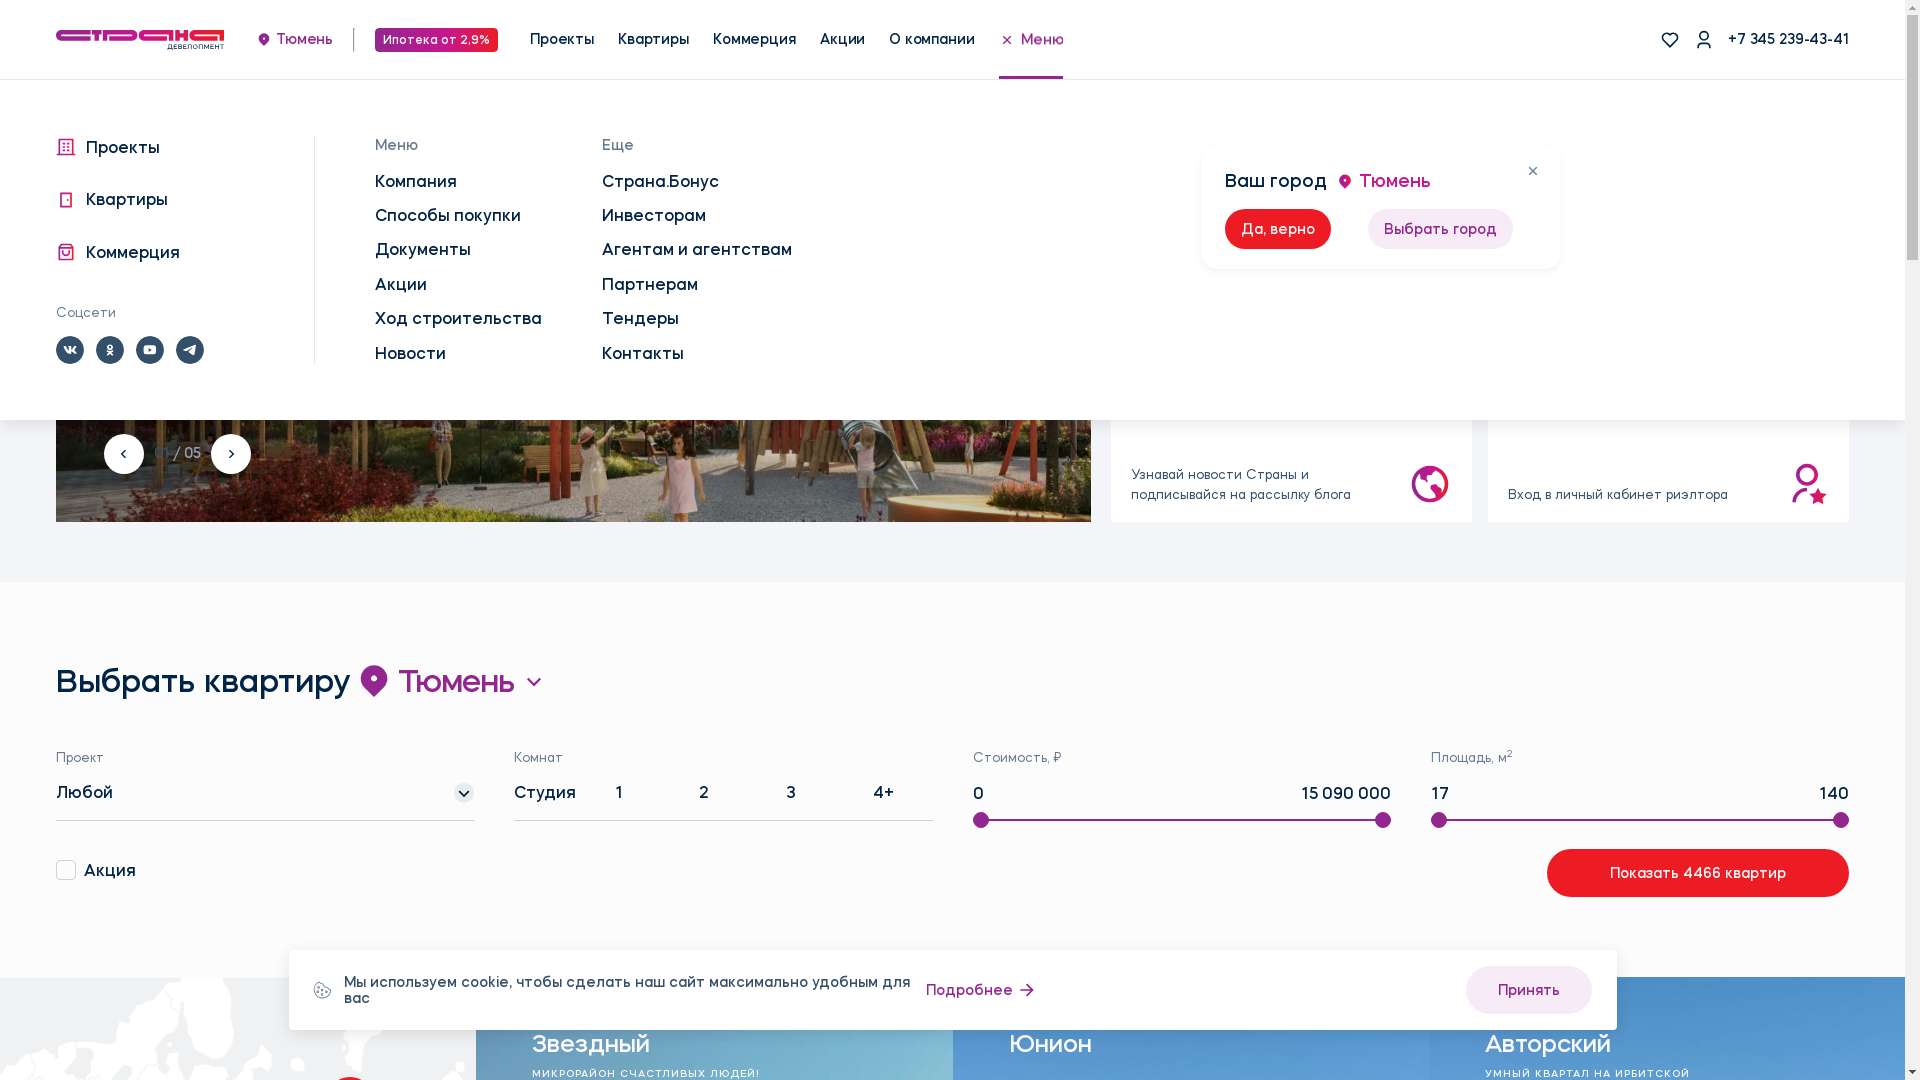 страна
ДЕВЕЛОПМЕНТ
Тюмень
Ипотека от 2,9%
Проекты
Квартиры
Коммерция
Акции
О компании
Меню
+7 345 239-43-41
Проекты
Квартиры
Коммерция
Соцсети
Меню
Компания
Способы покупки
Документы
Акции
Ход строительства
Новости
Еще
Страна.Бонус
Инвесторам
Агентам и агентствам
Партнерам
Тендеры
Контакты
Ваш город Тюмень
Да, верно
Выбрать город
01 / 05
Узнавай новости Страны и
подписывайся на рассылку блога
Вход в личный кабинет риэлтора
Выбрать квартиру Тюмень
Проект
Любой
Комнат
Студия 1 2 3 4+
Стоимость, ₽
0 15 090 000
Площадь, м2
17 140
Акция
Показать 4466 квартир
Мы используем cookie, чтобы сделать наш сайт максимально удобным для
вас
Подробнее
Принять
Звездный
МИКРОРАЙОН СЧАСТЛИВЫХ ЛЮДЕЙ!
Юнион
Авторский
УМНЫЙ КВАРТАЛ НА ИРБИТСКОЙ